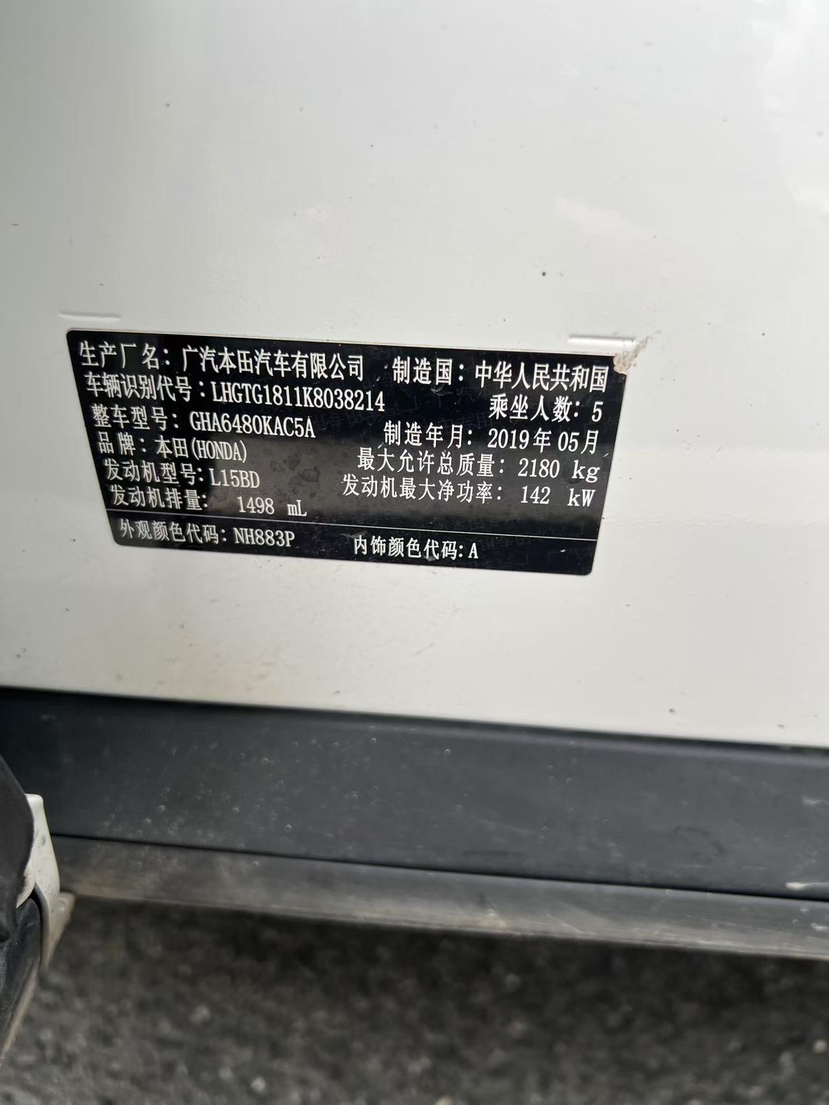 生产厂名：广汽本田汽车有限公司 制造国：中华人民共和国
车辆识别代号：LHGTG1811K8038214 乘坐人数：5
整车型号：GHA6480KAC5A 制造年月：2019年05月
品牌：本田(HONDA) 最大允许总质量：2180 kg
发动机型号:L15BD 发动机最大净功率：142 kW
发动机排量：1498 mL
外观颜色代码：NH883P 内饰颜色代码:A